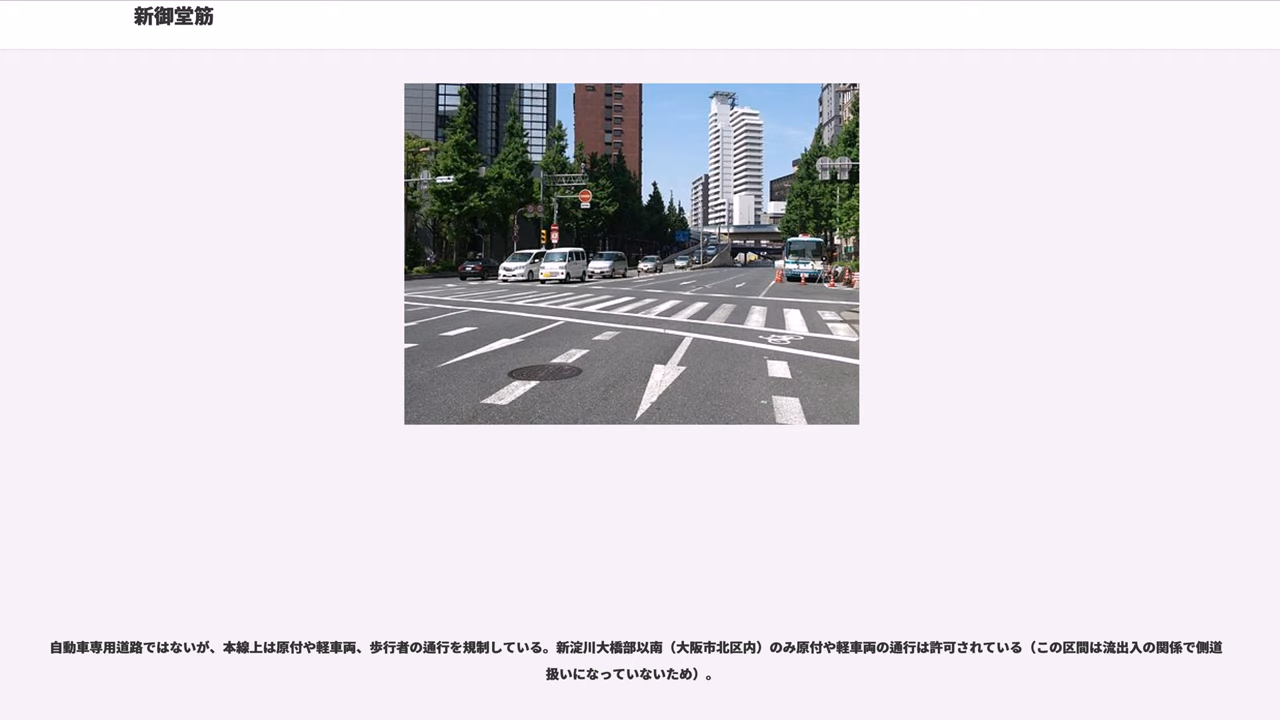 新御堂筋
自動車専用道路ではないが、本線上は原付や軽車両、歩行者の通行を規制している。新淀川大橋部以南（大阪市北区内）のみ原付や軽車両の通行は許可されている（この区間は流出入の関係で側道
扱いになっていないため）。